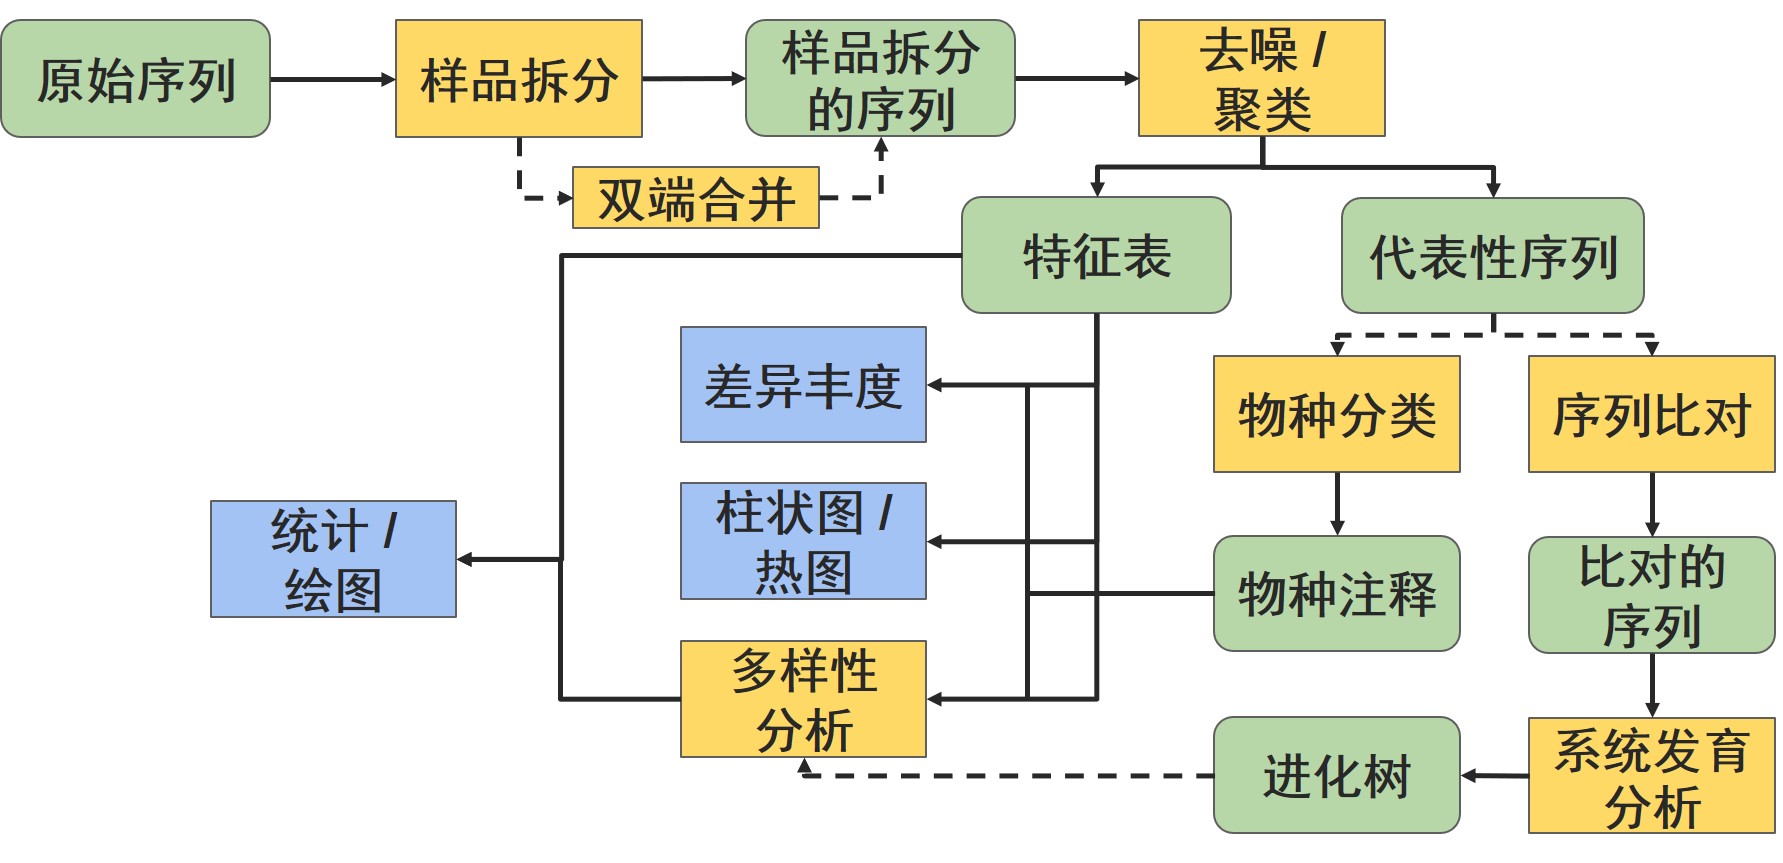 原始序列
样品拆分
样品拆分
的序列
去噪 /
聚类
双端合并
特征表
代表性序列
差异丰度
物种分类
序列比对
柱状图 /
热图
统计 /
绘图
物种注释
比对的
序列
多样性
分析
进化树
系统发育
分析